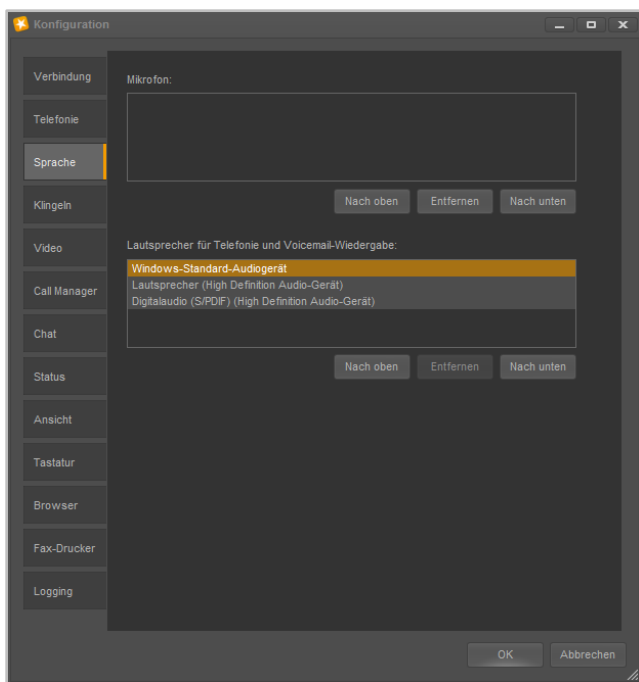 Konfiguration
Verbindung
Telefonie
Sprache
Klingeln
Video
Call Manager
Chat
Status
Ansicht
Tastatur
Browser
Fax-Drucker
Logging
Mikrofon:
Nach oben Entfernen Nach unten
Lautsprecher für Telefonie und Voicemail-Wiedergabe:
Windows-Standard-Audiogerät
Lautsprecher (High Definition Audio-Gerät)
Digitalaudio (S/PDIF) (High Definition Audio-Gerät)
Nach oben Entfernen Nach unten
OK Abbrechen